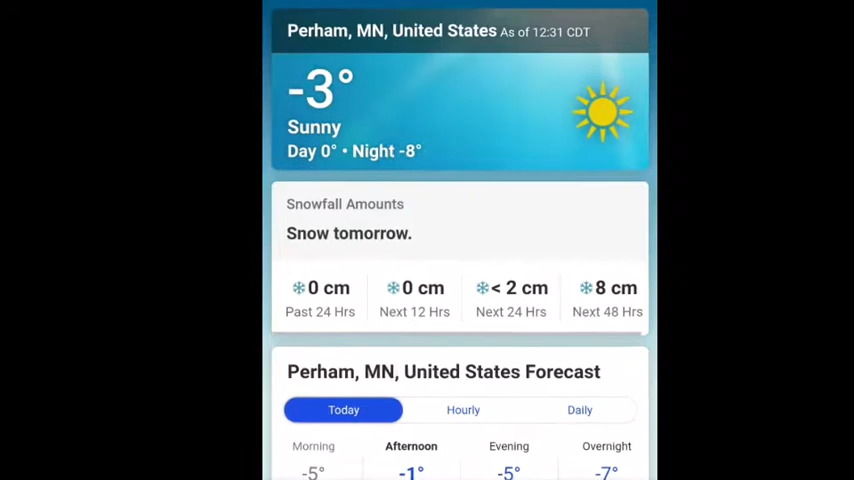 Perham, MN, United States As of 12:31 CDT
-3°
Sunny
Day 0° • Night -8°
Snowfall Amounts
Snow tomorrow.
0 cm 0 cm < 2 cm 8 cm
Past 24 Hrs Next 12 Hrs Next 24 Hrs Next 48 Hrs
Perham, MN, United States Forecast
Today Hourly Daily
Morning Afternoon Evening Overnight
-5° -1° -5° -7°